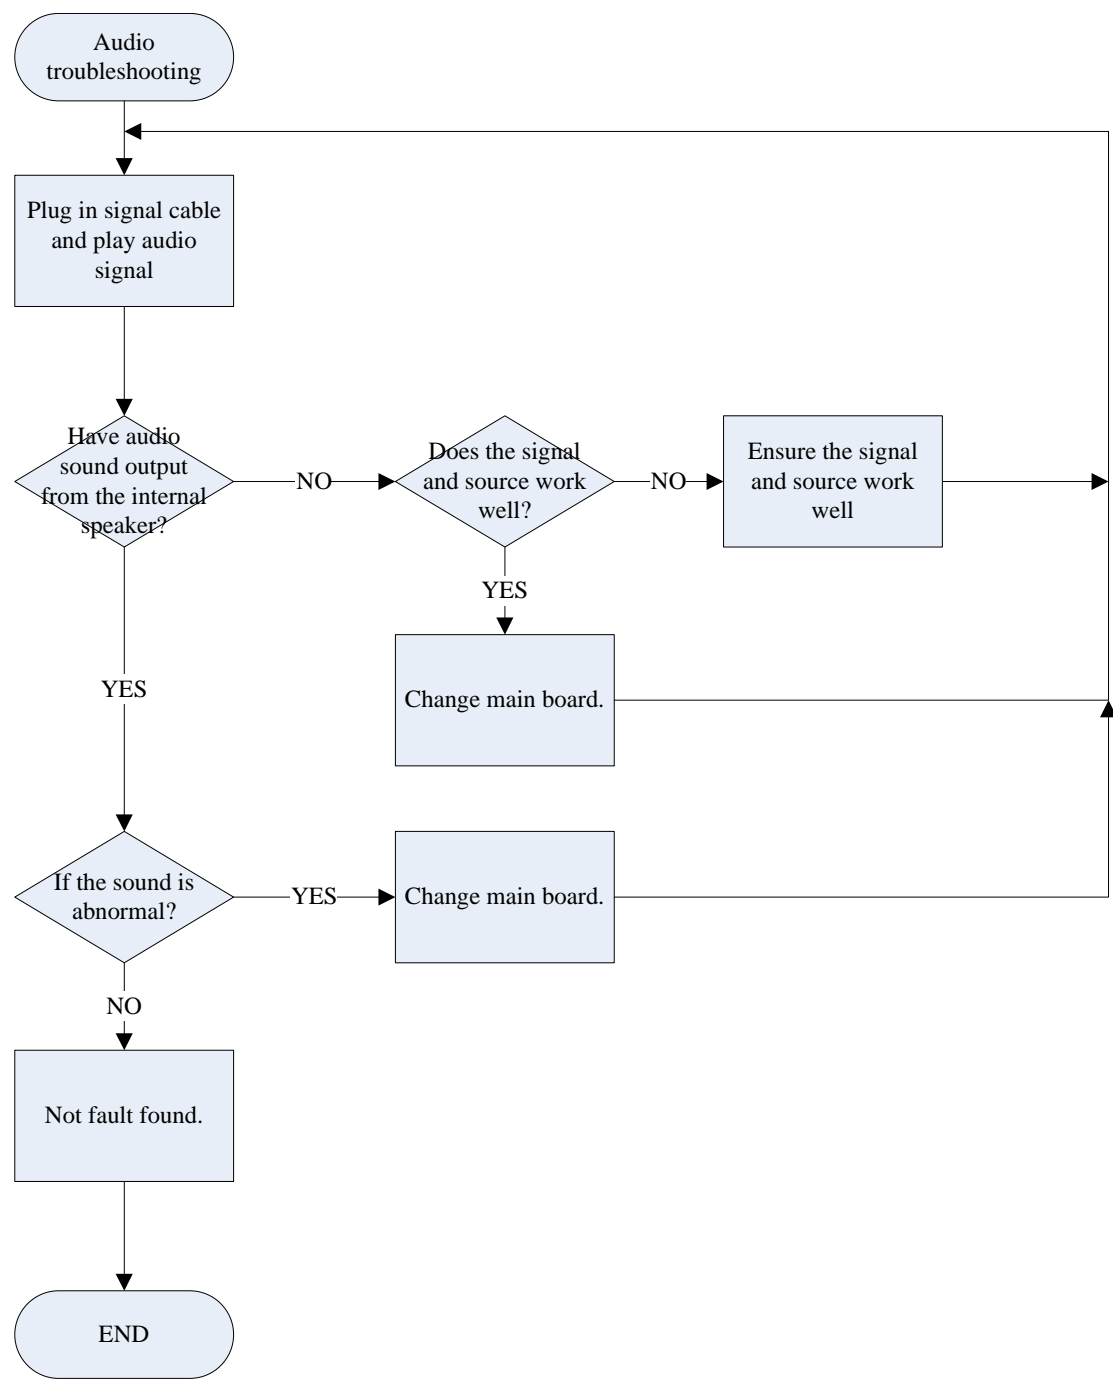 Audio
troubleshooting
Plug in signal cable
and play audio
signal
Have audio
sound output
from the internal
speaker?
NO
Does the signal
and source work
well?
NO
Ensure the signal
and source work
well
YES
Change main board.
YES
If the sound is
abnormal?
YES
Change main board.
NO
Not fault found.
END